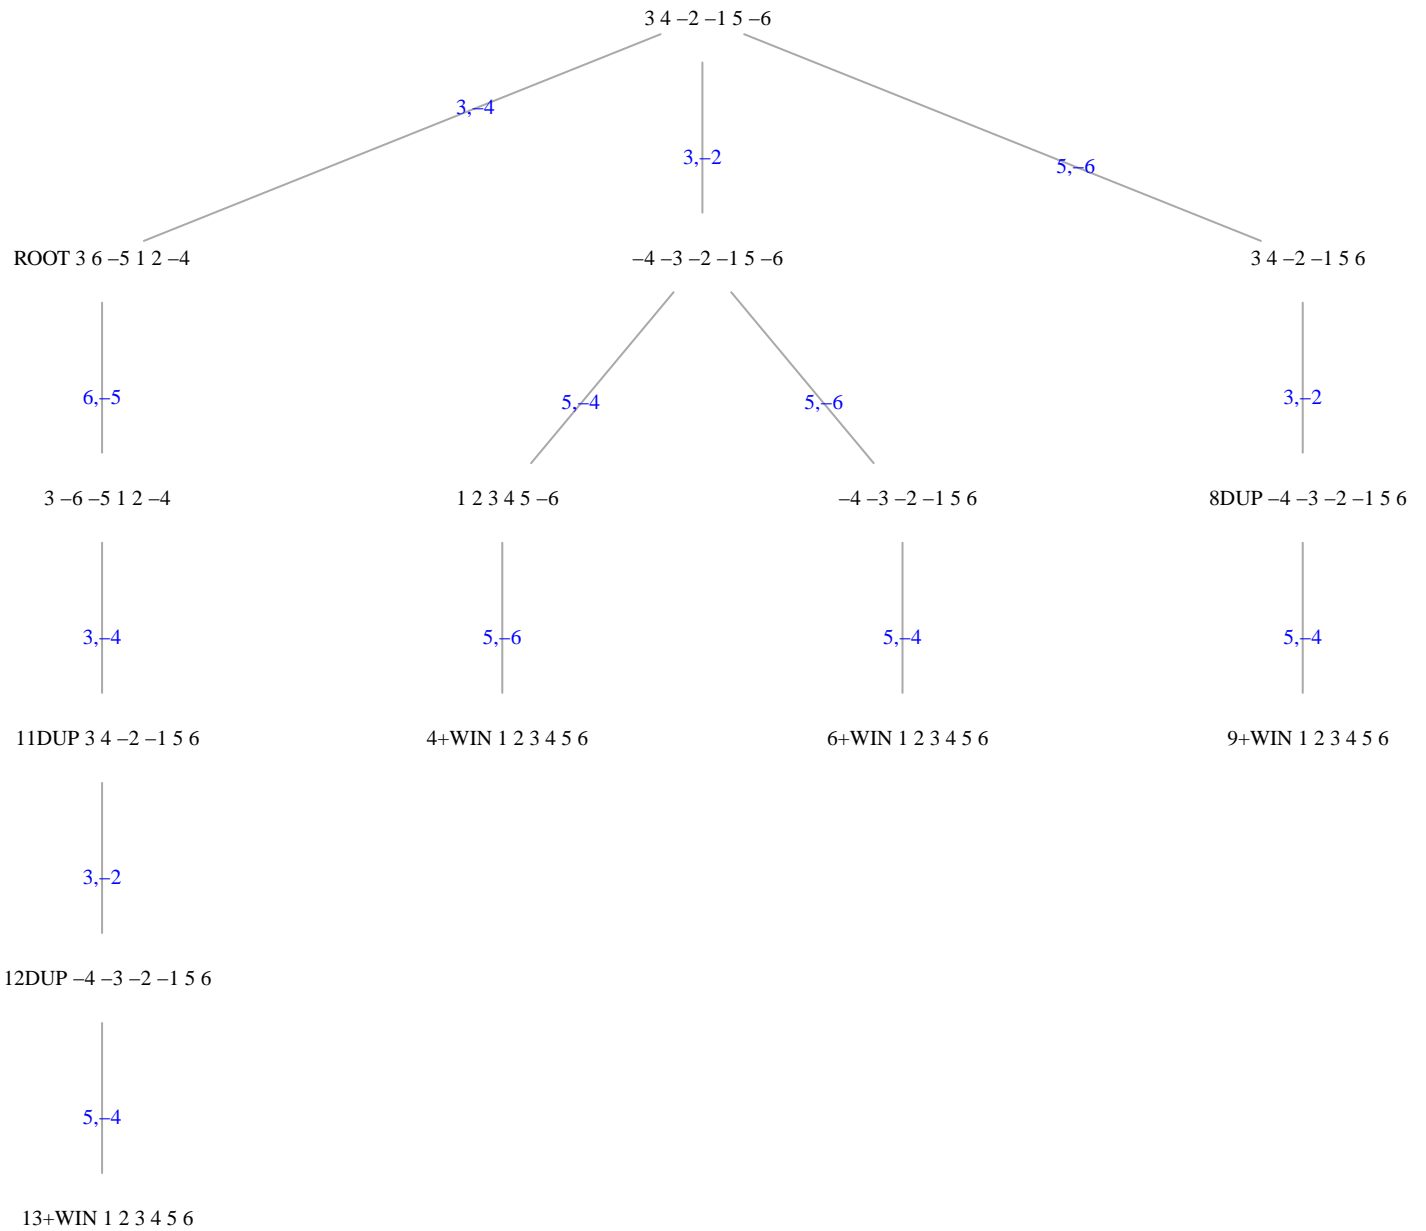 3 4 –2 –1 5 –6
3,–4
3,–2
5,–6
ROOT 3 6 –5 1 2 –4
–4 –3 –2 –1 5 –6
3 4 –2 –1 5 6
6,–5
5,–4
5,–6
3,–2
3 –6 –5 1 2 –4
1 2 3 4 5 –6
–4 –3 –2 –1 5 6
8DUP –4 –3 –2 –1 5 6
3,–4
5,–6
5,–4
5,–4
11DUP 3 4 –2 –1 5 6
4+WIN 1 2 3 4 5 6
6+WIN 1 2 3 4 5 6
9+WIN 1 2 3 4 5 6
3,–2
12DUP –4 –3 –2 –1 5 6
5,–4
13+WIN 1 2 3 4 5 6